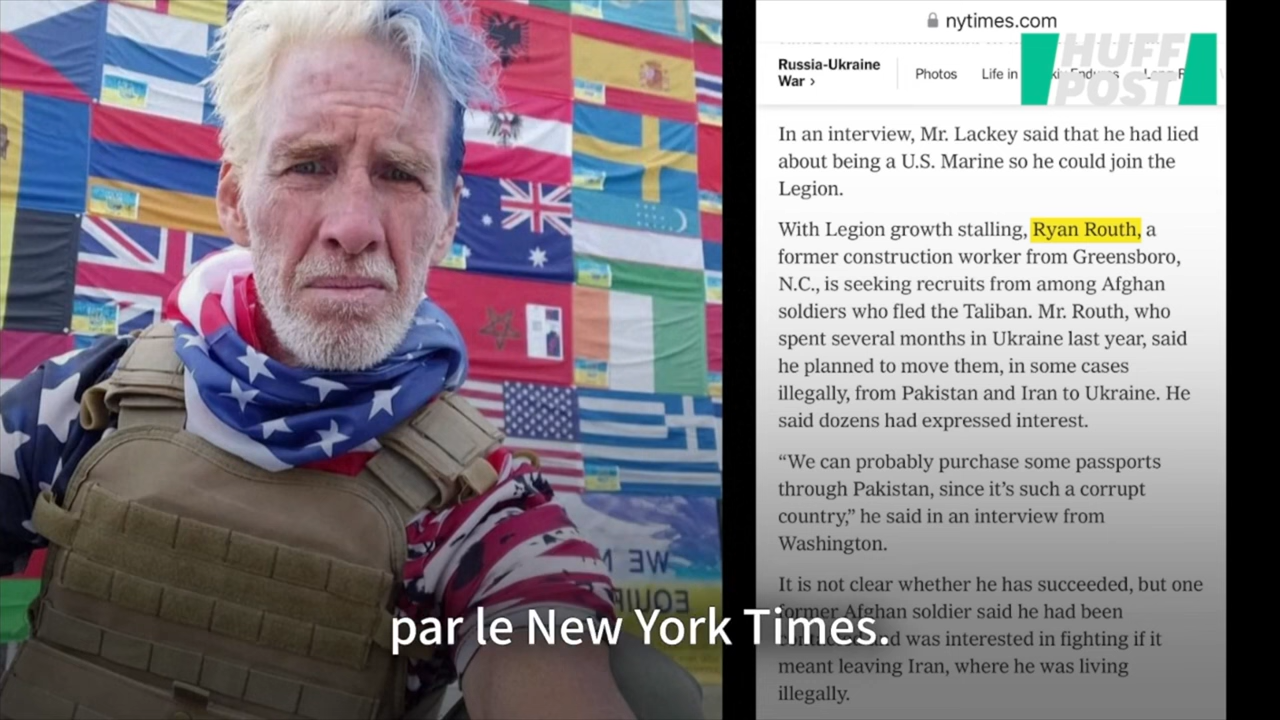 nytimes.com
HUFF
POST
Russia-Ukraine
War ›
Photos
Life in
In an interview, Mr. Lackey said that he had lied
about being a U.S. Marine so he could join the
Legion.
With Legion growth stalling, Ryan Routh, a
former construction worker from Greensboro,
N.C., is seeking recruits from among Afghan
soldiers who fled the Taliban. Mr. Routh, who
spent several months in Ukraine last year, said
he planned to move them, in some cases
illegally, from Pakistan and Iran to Ukraine. He
said dozens had expressed interest.
“We can probably purchase some passports
through Pakistan, since it’s such a corrupt
country,” he said in an interview from
Washington.
It is not clear whether he has succeeded, but one
former Afghan soldier said he had been
and was interested in fighting if it
meant leaving Iran, where he was living
illegally.
WE
par le New York Times.